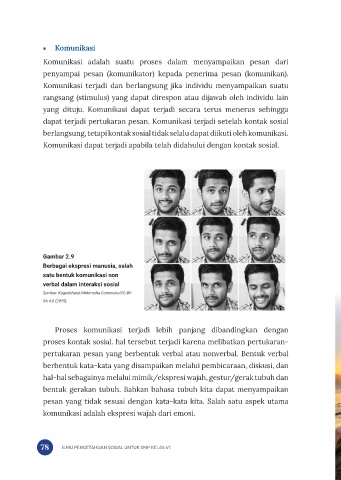 • Komunikasi
Komunikasi adalah suatu proses dalam menyampaikan pesan dari
penyampai pesan (komunikator) kepada penerima pesan (komunikan).
Komunikasi terjadi dan berlangsung jika individu menyampaikan suatu
rangsang (stimulus) yang dapat direspon atau dijawab oleh individu lain
yang dituju. Komunikasi dapat terjadi secara terus menerus sehingga
dapat terjadi pertukaran pesan. Komunikasi terjadi setelah kontak sosial
berlangsung, tetapi kontak sosial tidak selalu dapat diikuti oleh komunikasi.
Komunikasi dapat terjadi apabila telah didahului dengan kontak sosial.
Gambar 2.9
Berbagai ekspresi manusia, salah
satu bentuk komunikasi non
verbal dalam interaksi sosial
Sumber: Wikimedia Commons/CC-BY-
SA 4.0 (2015)
Proses komunikasi terjadi lebih panjang dibandingkan dengan
proses kontak sosial. hal tersebut terjadi karena melibatkan pertukaran-
pertukaran pesan yang berbentuk verbal atau nonverbal. Bentuk verbal
berbentuk kata-kata yang disampaikan melalui pembicaraan, diskusi, dan
hal-hal sebagainya melalui mimik/ekspresi wajah, gestur/gerak tubuh dan
bentuk gerakan tubuh. Bahkan bahasa tubuh kita dapat menyampaikan
pesan yang tidak sesuai dengan kata-kata kita. Salah satu aspek utama
komunikasi adalah ekspresi wajah dari emosi.
78 ILMU PENGETAHUAN SOSIAL UNTUK SMP KELAS VII